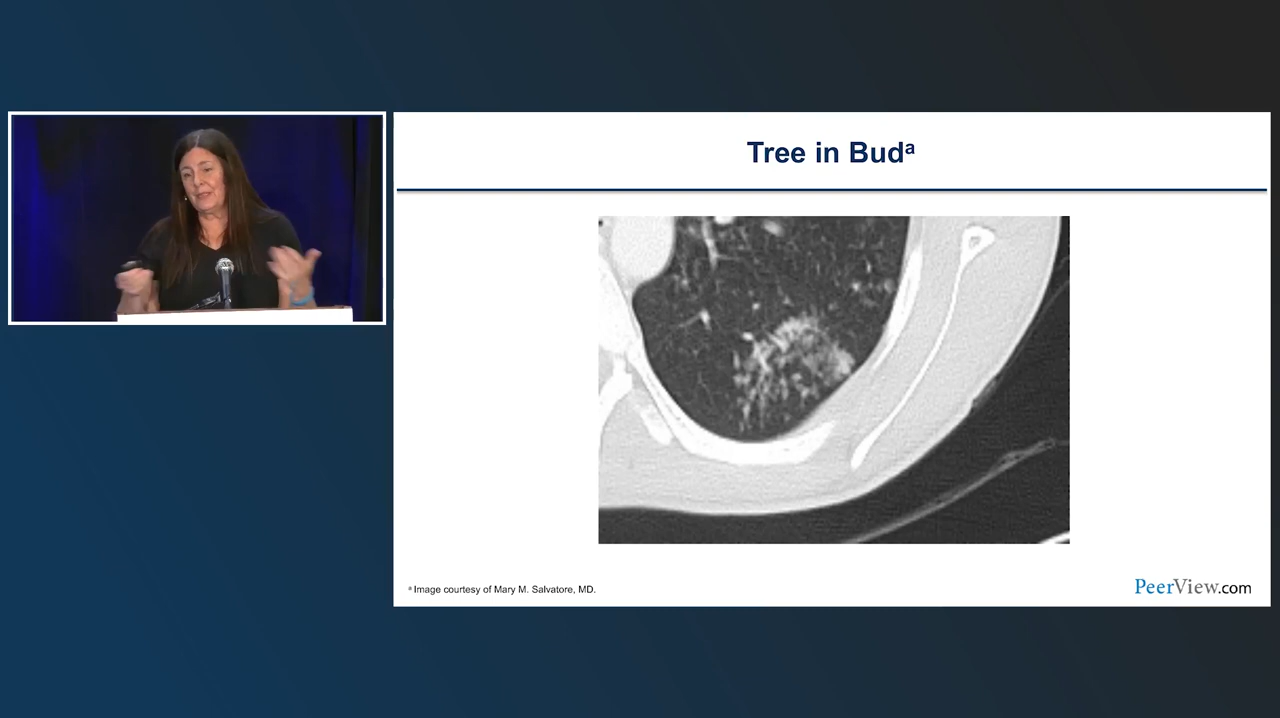 Tree in Budᵃ
ᵃ Image courtesy of Mary M. Salvatore, MD.
PeerView.com